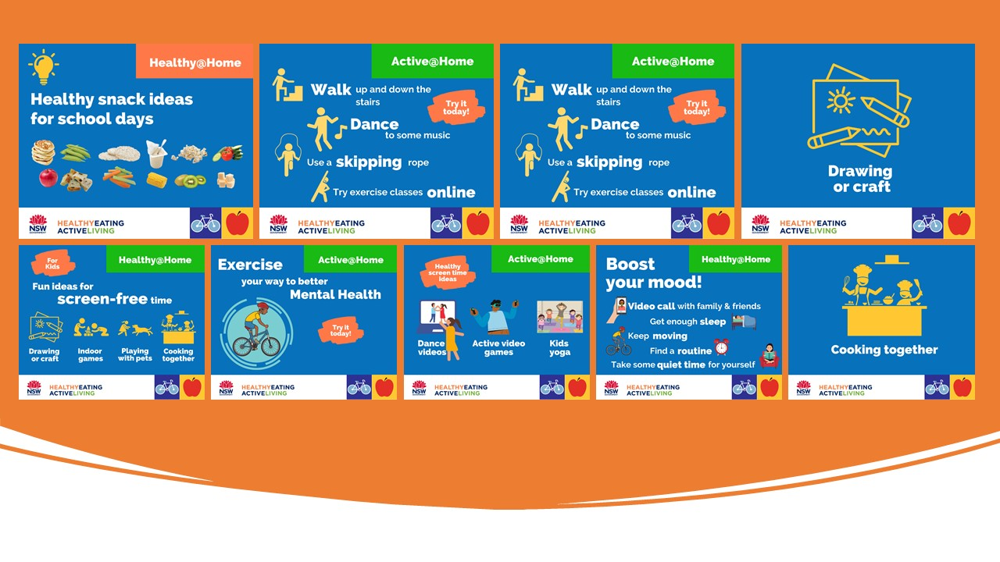 Healthy@Home
Healthy snack ideas
for school days
NSW
HEALTHYEATING
ACTIVELIVING
Active@Home
Walk up and down the
stairs
Try it
today!
Dance
to some music
Use a skipping rope
Try exercise classes online
NSW
HEALTHYEATING
ACTIVELIVING
Active@Home
Walk up and down the
stairs
Try it
today!
Dance
to some music
Use a skipping rope
Try exercise classes online
NSW
HEALTHYEATING
ACTIVELIVING
Drawing
or craft
NSW
HEALTHYEATING
ACTIVELIVING
For
Kids
Healthy@Home
Fun ideas for
screen-free time
Drawing
or craft
Indoor
games
Playing
with pets
Cooking
together
NSW
HEALTHYEATING
ACTIVELIVING
Exercise
Active@Home
your way to better
Mental Health
Try it
today!
NSW
HEALTHYEATING
ACTIVELIVING
Healthy
screen time
ideas
Active@Home
Dance
videos
Active video
games
Kids
yoga
NSW
HEALTHYEATING
ACTIVELIVING
Boost
your mood!
Healthy@Home
Video call with family & friends
Get enough sleep
Keep moving
Find a routine
Take some quiet time for yourself
NSW
HEALTHYEATING
ACTIVELIVING
Cooking together
NSW
HEALTHYEATING
ACTIVELIVING